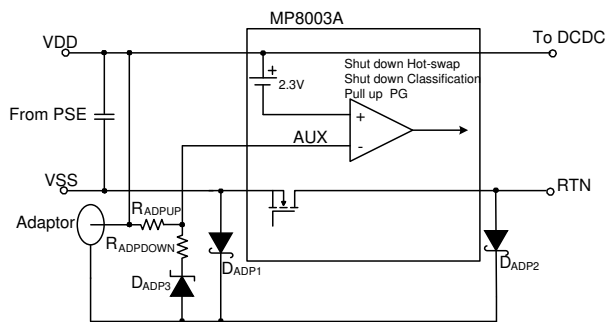 MP8003A
VDD
To DCDC
Shut down Hot-swap
Shut down Classification
Pull up PG
+
2.3V
From PSE
+
AUX
-
VSS
RTN
Adaptor
RADPUP
RADPDOWN
DADP1
DADP2
DADP3